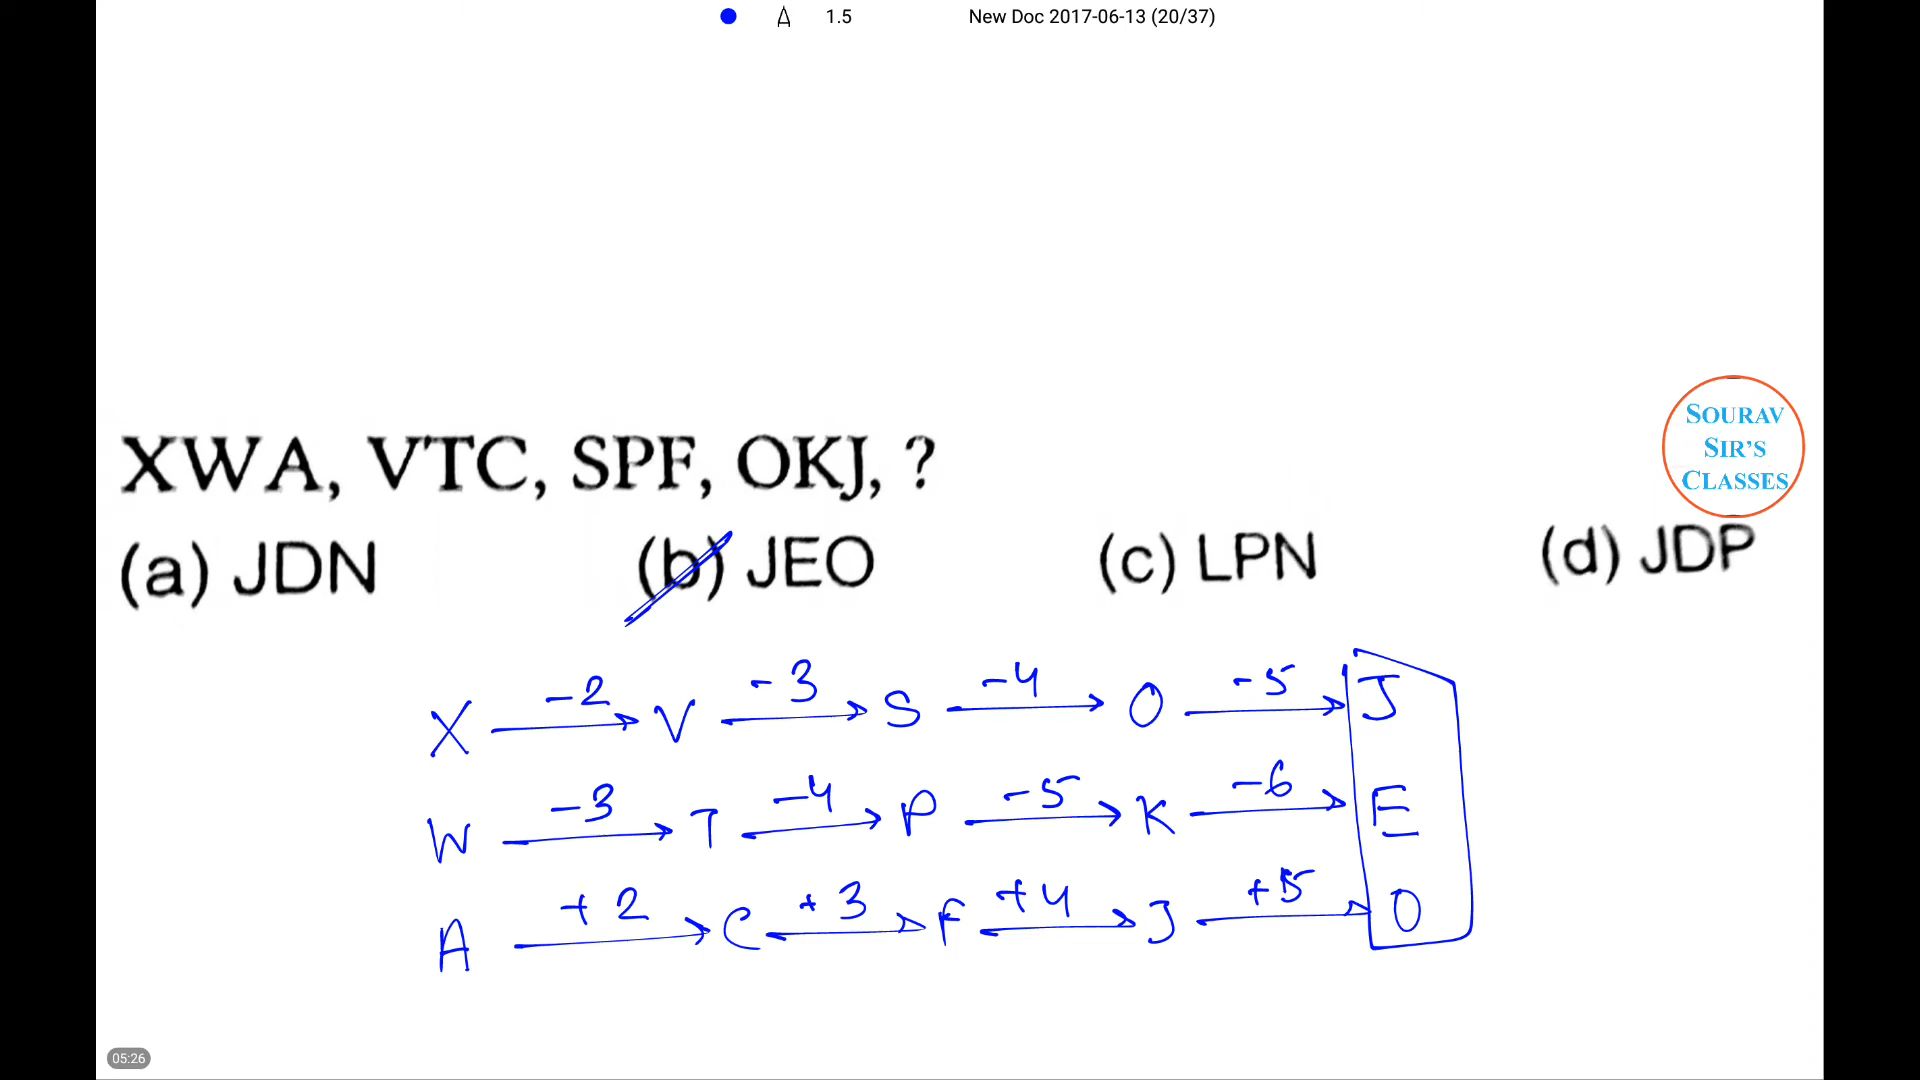 A 1.5 New Doc 2017-06-13 (20/37)
SOURAV
SIR'S
CLASSES
XWA, VTC, SPF, OKJ, ?
(a) JDN (b) JEO (c) LPN (d) JDP
X -2 V -3 S -4 O -5 J
W -3 T -4 P -5 K -6 E
A +2 C +3 F +4 J +5 O
05:26